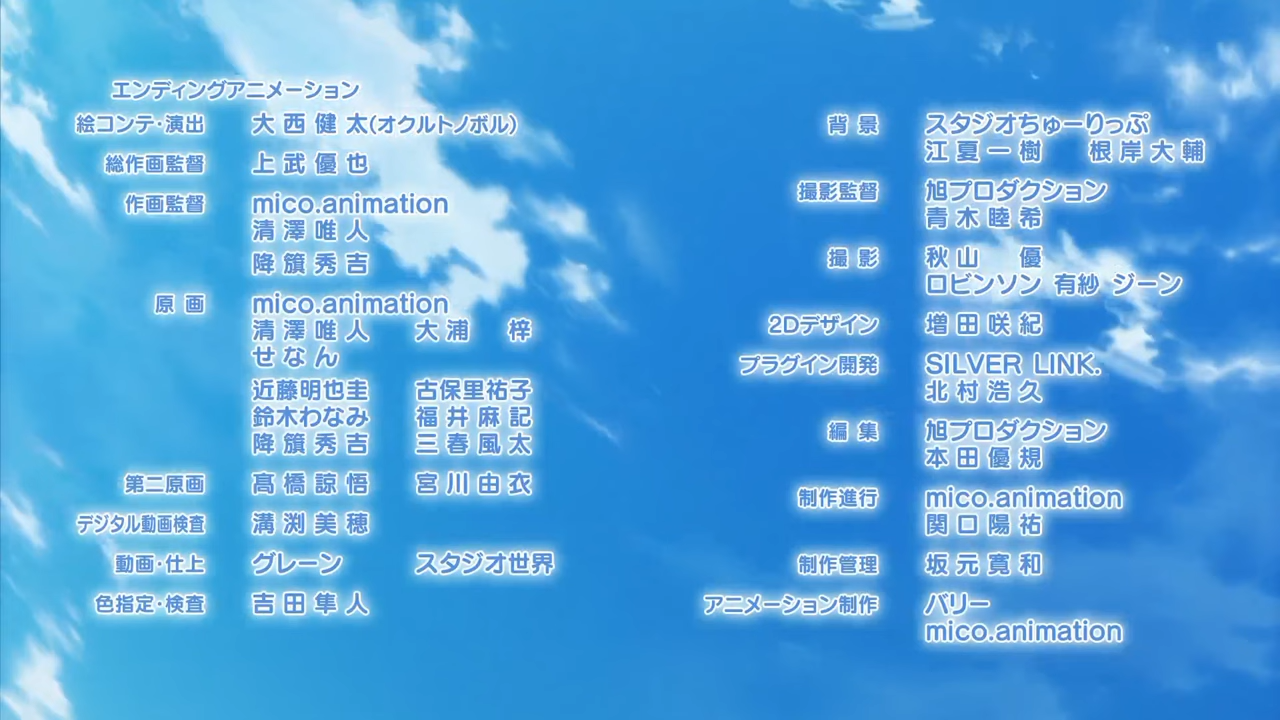 エンディングアニメーション
絵コンテ・演出 大西健太(オクルトノボル)
総作画監督 上武優也
作画監督 mico.animation
清澤唯人
降籏秀吉
原画 mico.animation
清澤唯人 大浦 梓
せなん
近藤明也圭 古保里祐子
鈴木わなみ 福井麻記
降籏秀吉 三春風太
第二原画 髙橋諒悟 宮川由衣
デジタル動画検査 溝渕美穂
動画・仕上 グレーン スタジオ世界
色指定・検査 吉田隼人
背景 スタジオちゅーりっぷ
江夏一樹 根岸大輔
撮影監督 旭プロダクション
青木睦希
撮影 秋山 優
ロビンソン 有紗 ジーン
2Dデザイン 増田咲紀
プラグイン開発 SILVER LINK.
北村浩久
編集 旭プロダクション
本田優規
制作進行 mico.animation
関口陽祐
制作管理 坂元寛和
アニメーション制作 バリー
mico.animation